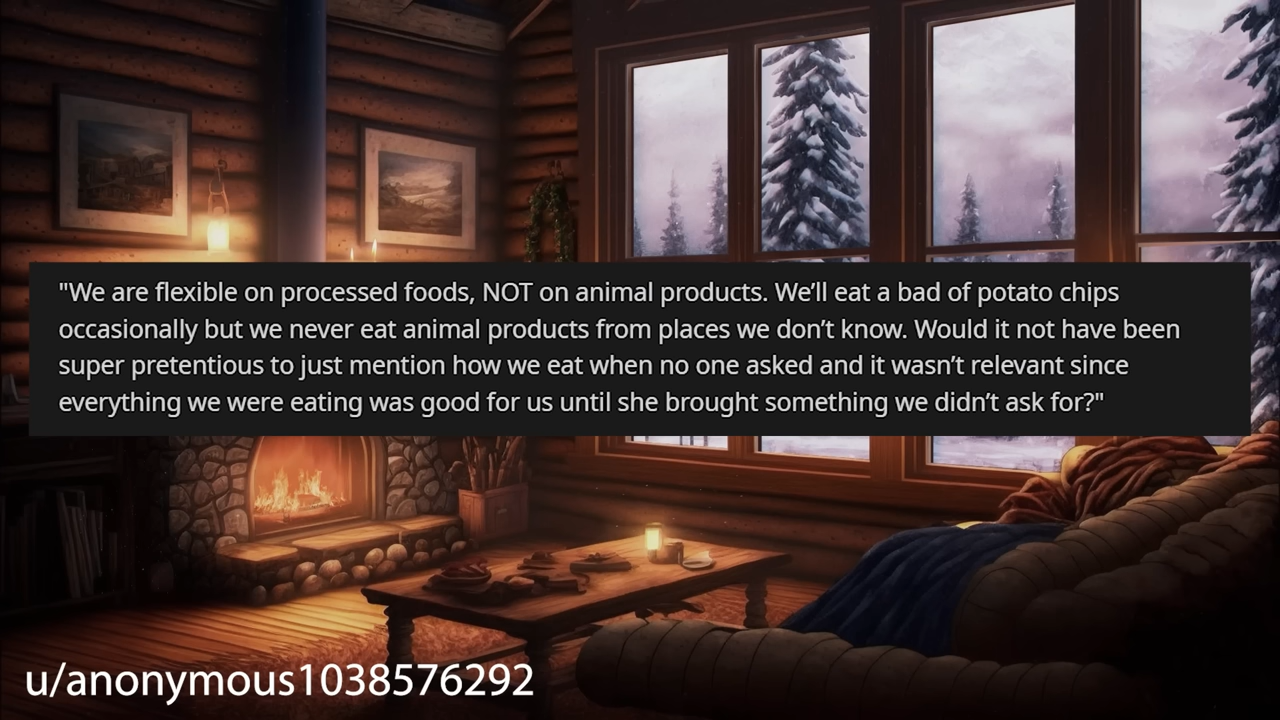 "We are flexible on processed foods, NOT on animal products. We’ll eat a bad of potato chips
occasionally but we never eat animal products from places we don’t know. Would it not have been
super pretentious to just mention how we eat when no one asked and it wasn’t relevant since
everything we were eating was good for us until she brought something we didn’t ask for?"
u/anonymous1038576292